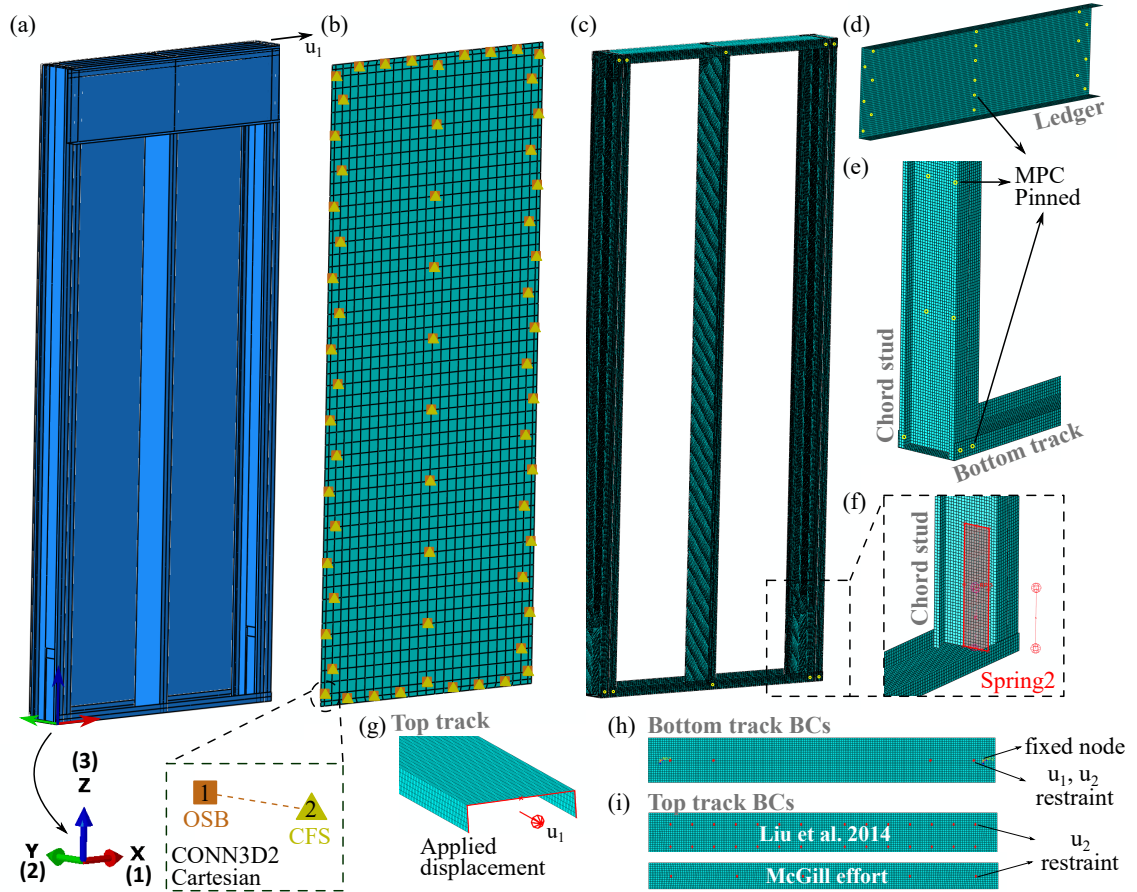 (a)
u1
(b)
(c)
(d)
Ledger
(e)
MPC
Pinned
Chord stud
Bottom track
(f)
Chord stud
Spring2
(g)
Top track
u1
Applied
displacement
(h)
Bottom track BCs
fixed node
u1, u2
restraint
(i)
Top track BCs
Liu et al. 2014
McGill effort
u2
restraint
(3)
Z
Y
(2)
X
(1)
1
OSB
2
CFS
CONN3D2
Cartesian